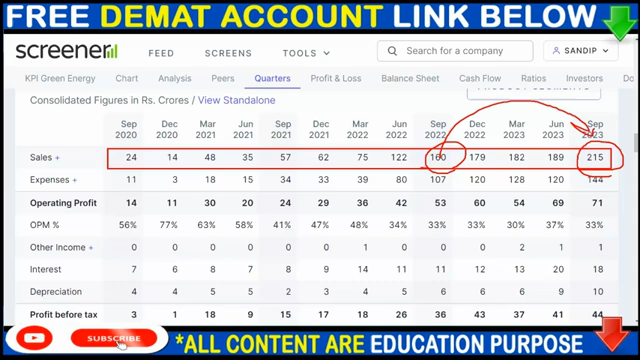 FREE DEMAT ACCOUNT LINK BELOW
screener FEED SCREENS TOOLS Search for a company SANDIP
KPI Green Energy Chart Analysis Peers Quarters Profit & Loss Balance Sheet Cash Flow Ratios Investors Do
Consolidated Figures in Rs. Crores / View Standalone PRODUCT SEGMENTS
Sep 2020 Dec 2020 Mar 2021 Jun 2021 Sep 2021 Dec 2021 Mar 2022 Jun 2022 Sep 2022 Dec 2022 Mar 2023 Jun 2023 Sep 2023
Sales + 24 14 48 35 57 62 75 122 160 179 182 189 215
Expenses + 11 3 18 15 34 33 39 80 107 120 128 120 144
Operating Profit 14 11 30 20 24 29 36 42 53 60 54 69 71
OPM % 56% 77% 63% 58% 41% 47% 48% 34% 33% 33% 30% 37% 33%
Other Income + 0 0 0 0 0 0 1 0 0 0 2 1 1
Interest 7 6 8 7 8 9 14 11 11 12 13 20 18
Depreciation 4 4 5 5 2 3 4 5 6 6 6 9 10
Profit before tax 3 1 18 9 15 17 18 26 36 43 37 41 44
SUBSCRIBE *ALL CONTENT ARE EDUCATION PURPOSE